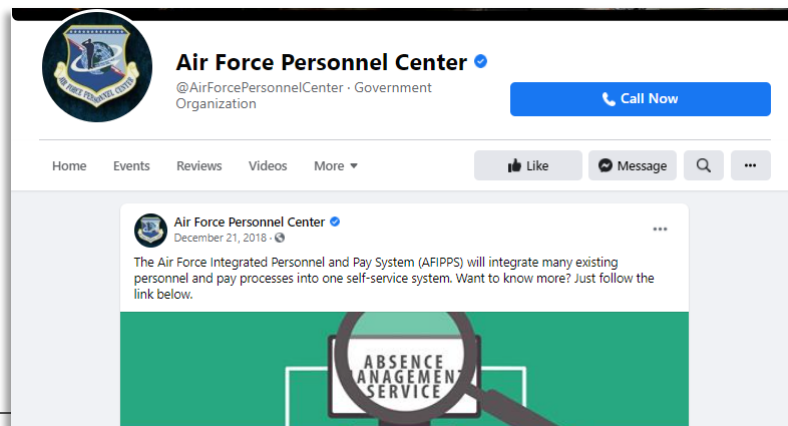 Air Force Personnel Center
@AirForcePersonnelCenter · Government
Organization
Call Now
Home Events Reviews Videos More
Like Message
Air Force Personnel Center
December 21, 2018 ·
The Air Force Integrated Personnel and Pay System (AFIPPS) will integrate many existing
personnel and pay processes into one self-service system. Want to know more? Just follow the
link below.
ABSENCE
MANAGEMENT
SERVICE